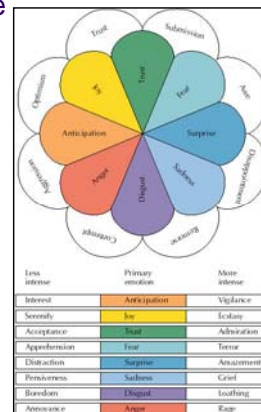 e
Trust
Submission
Optimism
Joy
Trust
Fear
Awe
Anticipation
Surprise
Aggression
Anger
Disgust
Sadness
Disappointment
Contempt
Remorse
Less intense
Primary emotion
More intense
Interest Anticipation Vigilance
Serenity Joy Ecstasy
Acceptance Trust Admiration
Apprehension Fear Terror
Distraction Surprise Amazement
Pensiveness Sadness Grief
Boredom Disgust Loathing
Annoyance Anger Rage